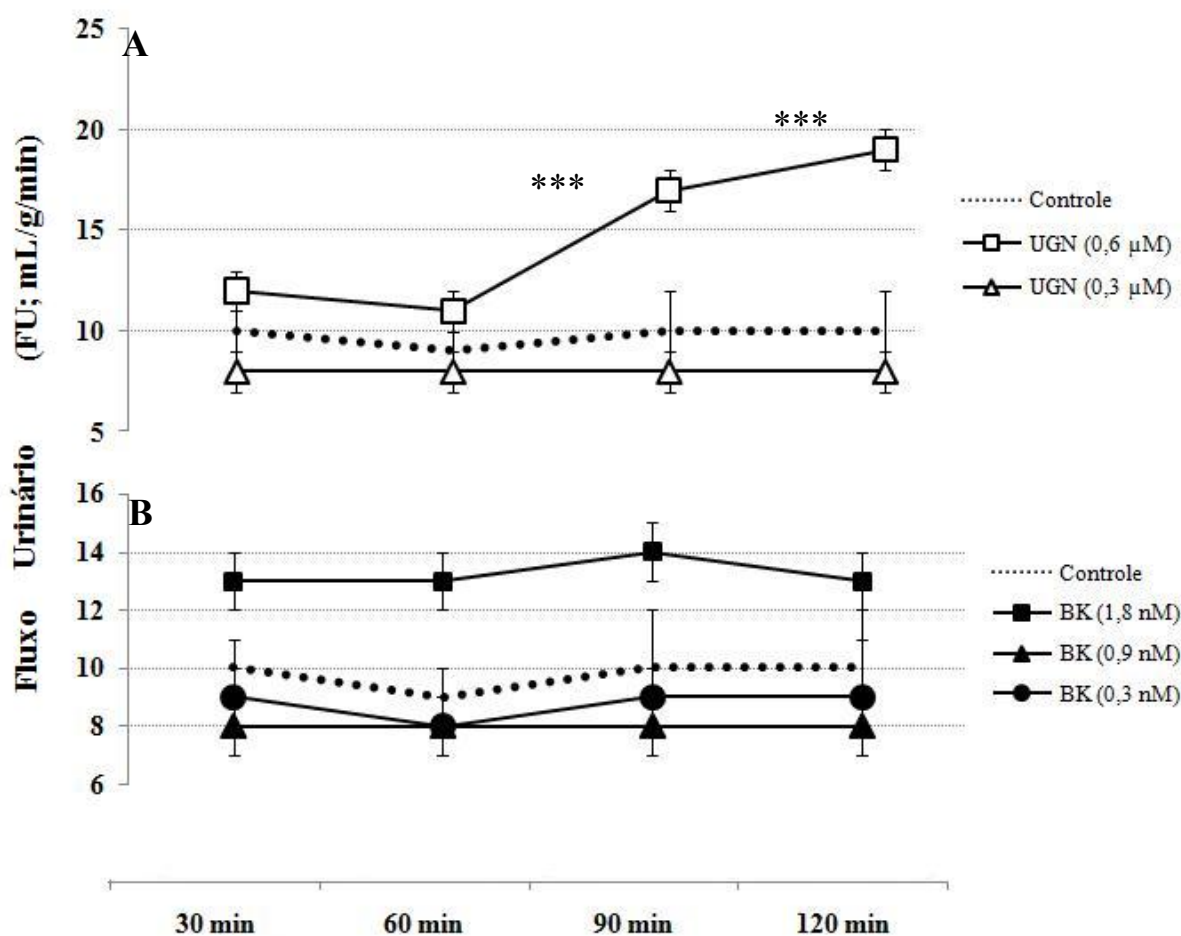 25
A
20
***
***
15
10
5
Controle
UGN (0,6 µM)
UGN (0,3 µM)
Fluxo Urinário (FU; mL/g/min)
16
B
14
12
10
8
6
Controle
BK (1,8 nM)
BK (0,9 nM)
BK (0,3 nM)
30 min 60 min 90 min 120 min